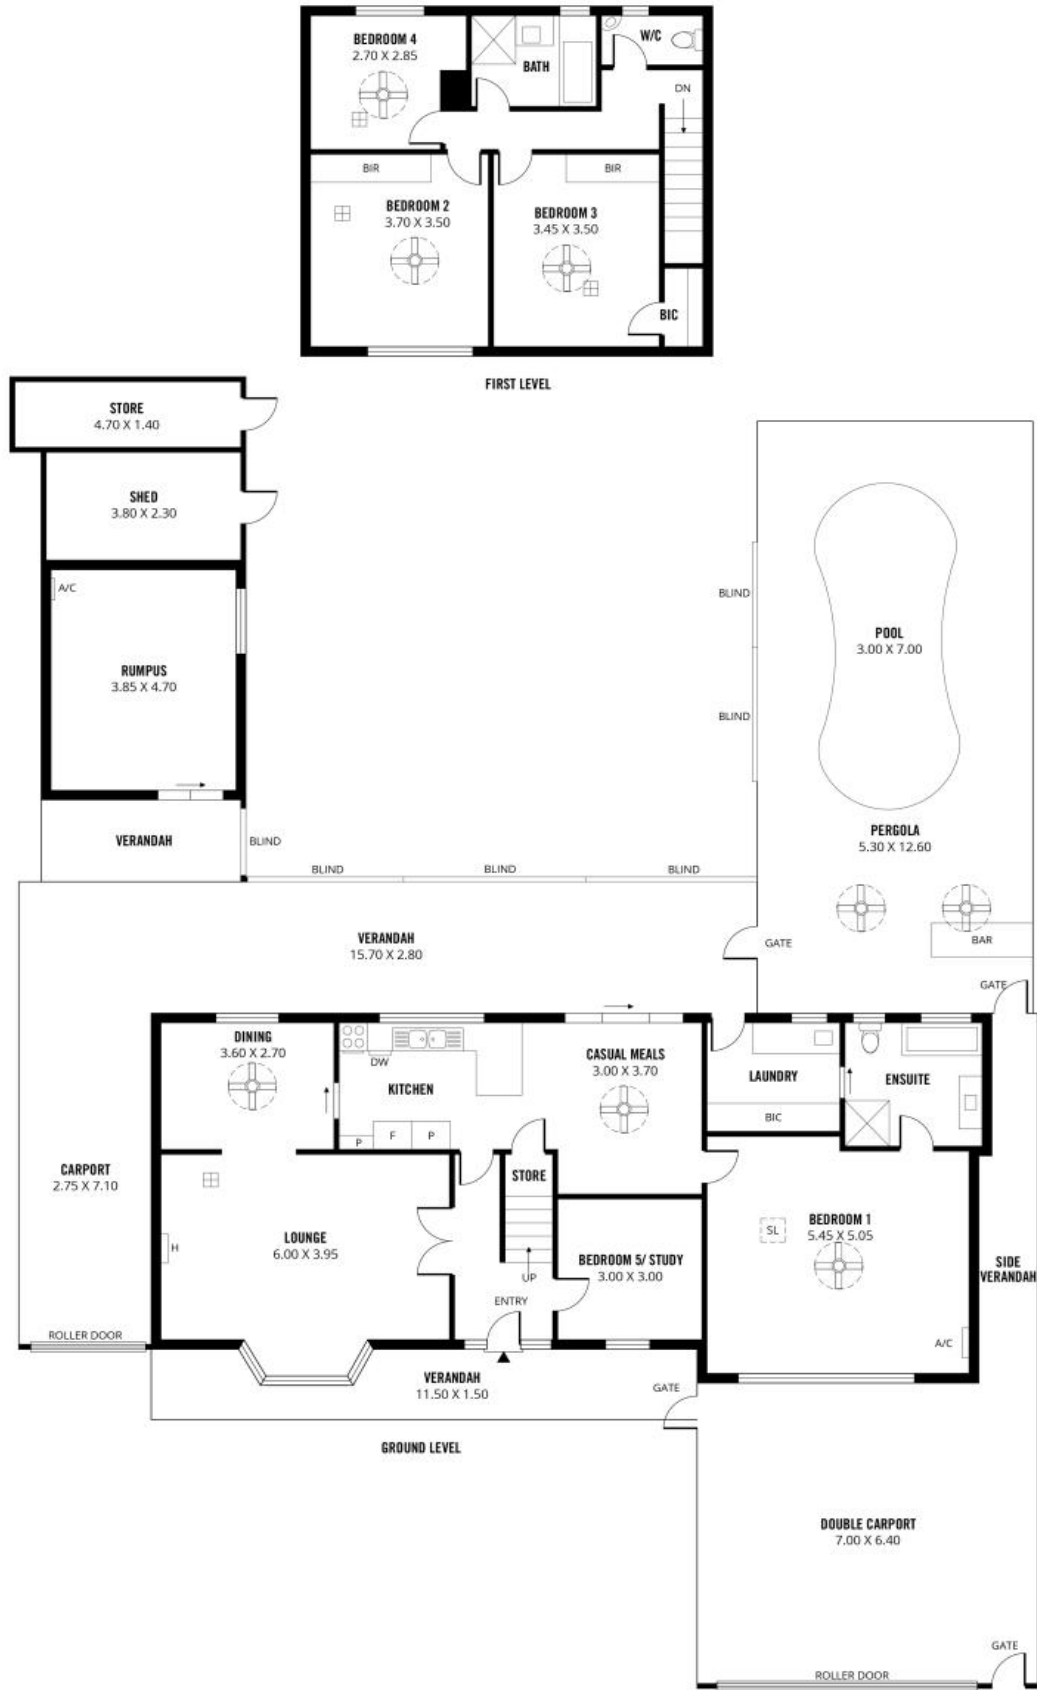 BEDROOM 4
2.70 X 2.85
BATH
W/C
DN
BIR
BEDROOM 2
3.70 X 3.50
BIR
BEDROOM 3
3.45 X 3.50
BIC
FIRST LEVEL
STORE
4.70 X 1.40
SHED
3.80 X 2.30
A/C
RUMPUS
3.85 X 4.70
VERANDAH
BLIND
BLIND
BLIND
BLIND
BLIND
BLIND
POOL
3.00 X 7.00
PERGOLA
5.30 X 12.60
BAR
GATE
GATE
VERANDAH
15.70 X 2.80
DINING
3.60 X 2.70
DW
KITCHEN
P
F
P
CASUAL MEALS
3.00 X 3.70
LAUNDRY
BIC
ENSUITE
CARPORT
2.75 X 7.10
STORE
LOUNGE
6.00 X 3.95
H
UP
ENTRY
BEDROOM 5/ STUDY
3.00 X 3.00
SL
BEDROOM 1
5.45 X 5.05
A/C
SIDE
VERANDAH
ROLLER DOOR
VERANDAH
11.50 X 1.50
GATE
GROUND LEVEL
DOUBLE CARPORT
7.00 X 6.40
GATE
ROLLER DOOR